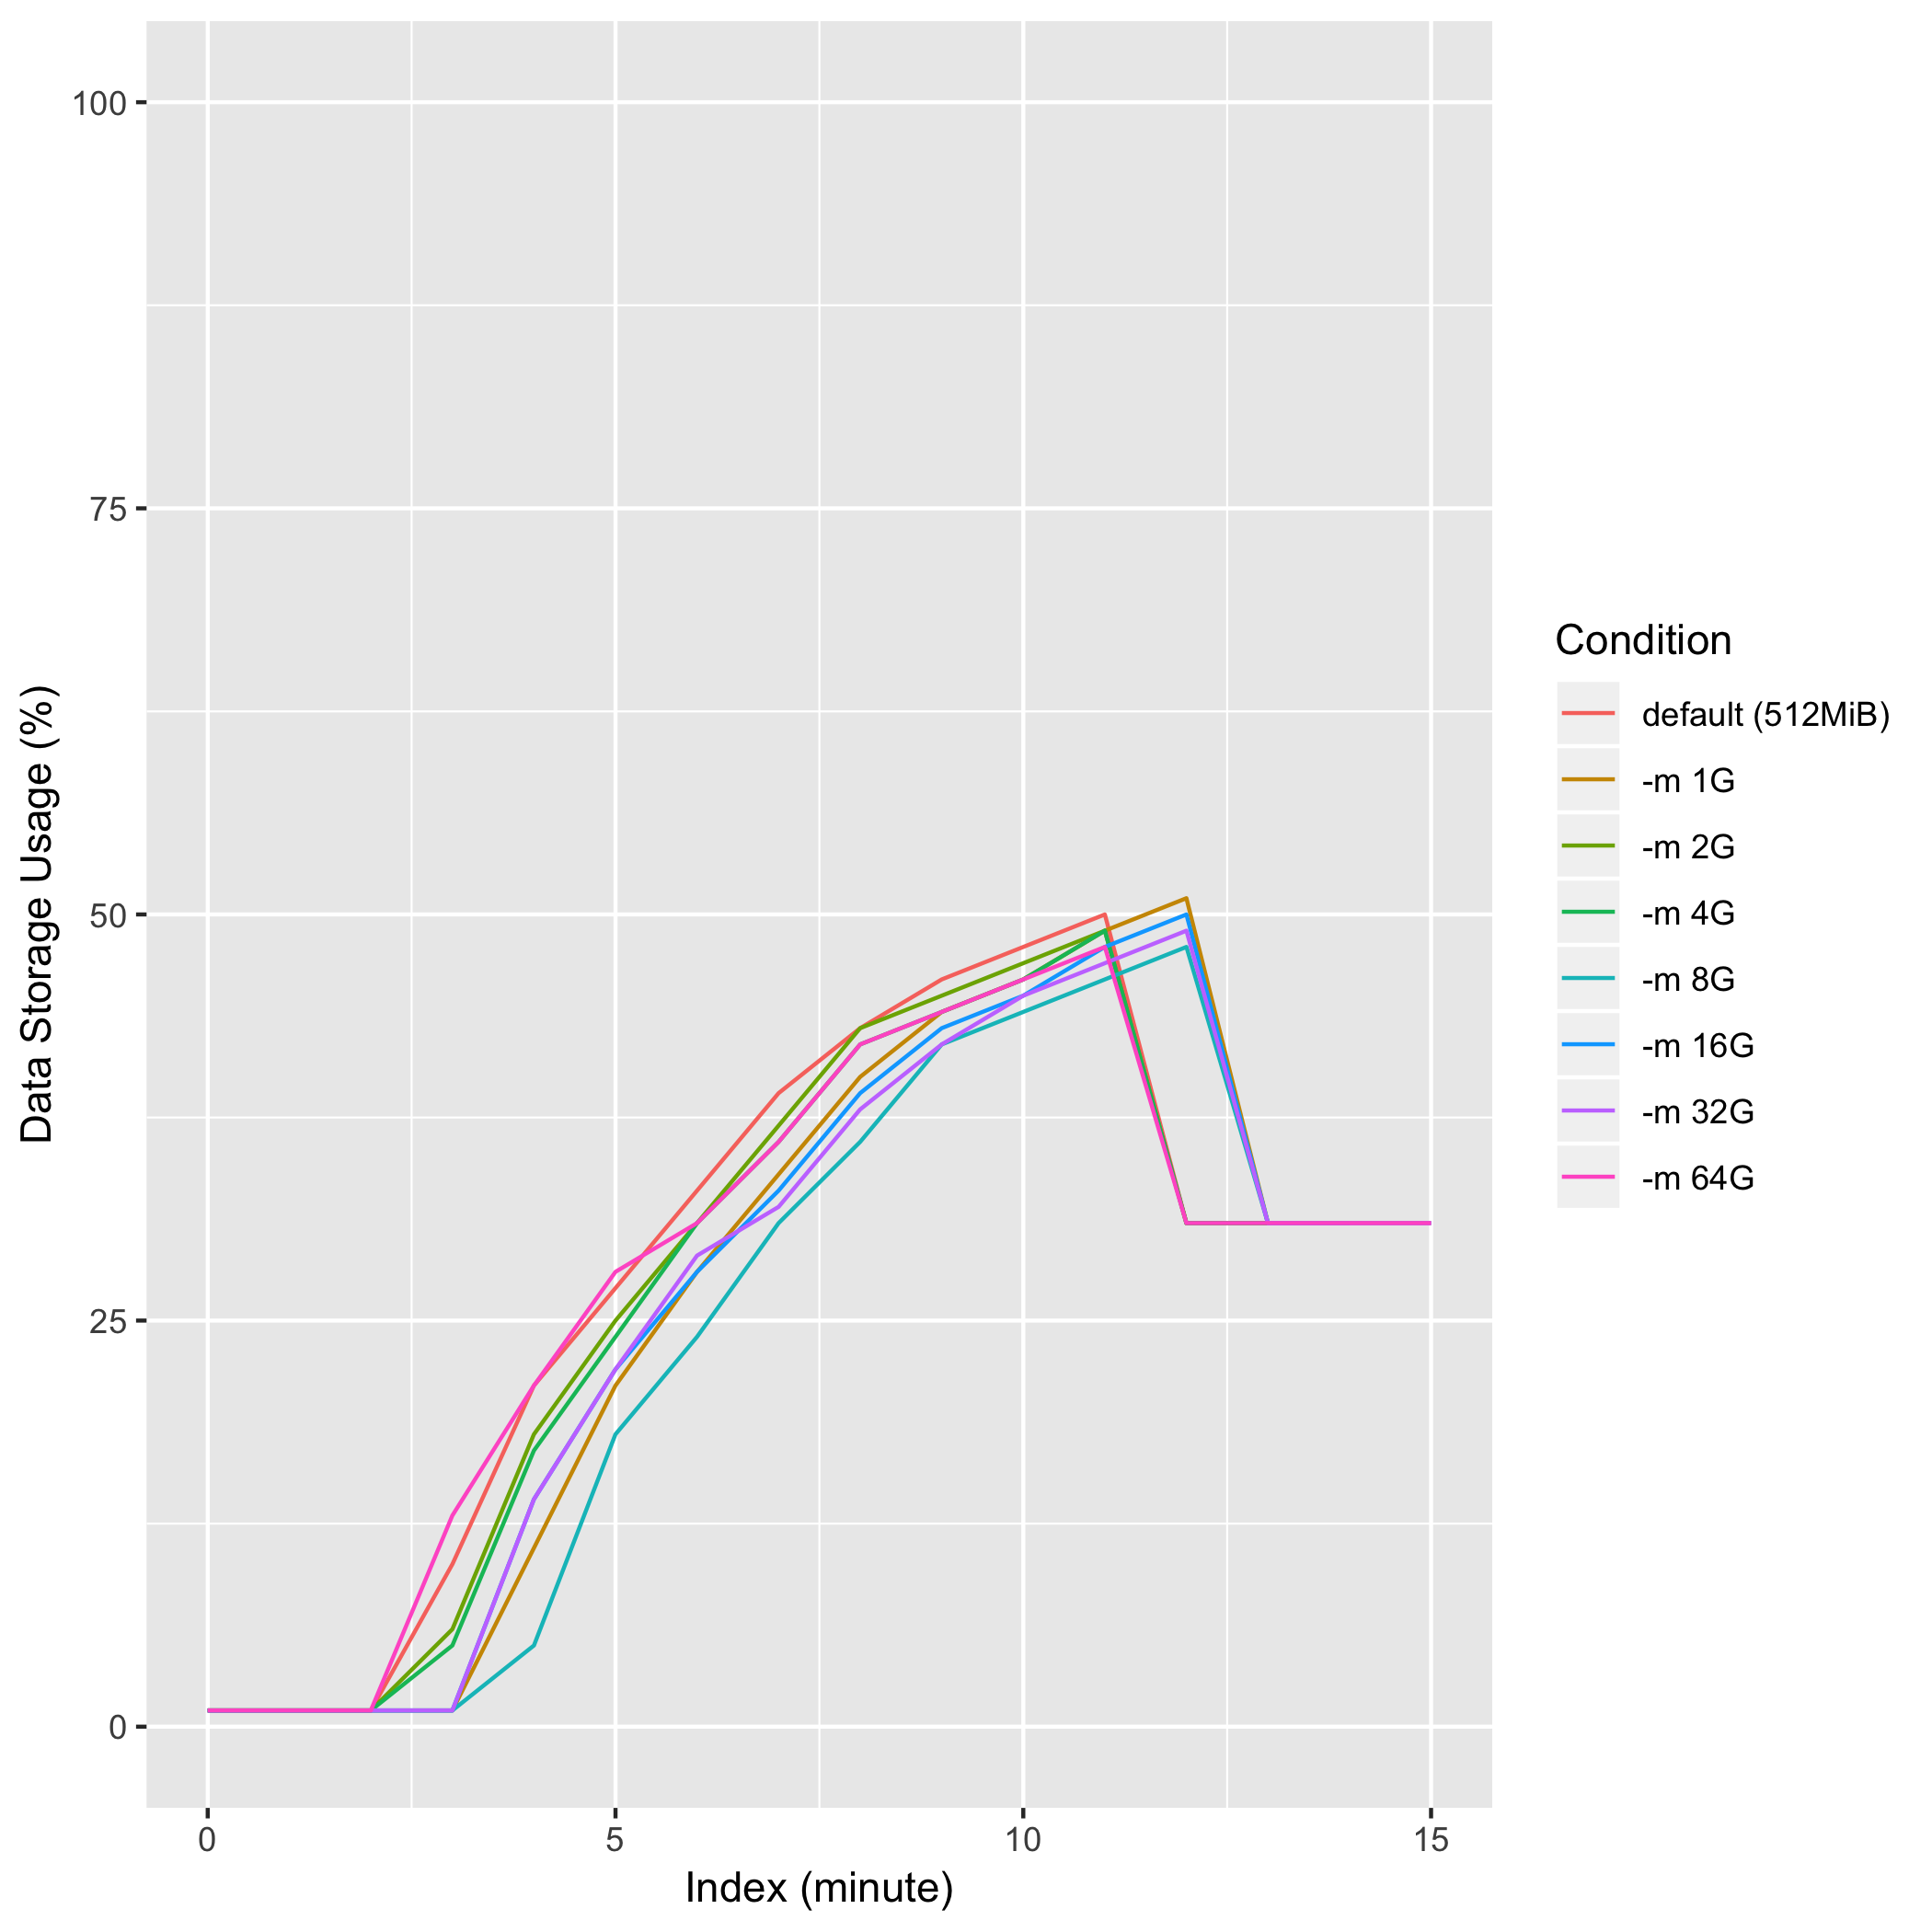 100
75
50
25
0
Data Storage Usage (%)
0 5 10 15
Index (minute)
Condition
default (512MiB)
-m 1G
-m 2G
-m 4G
-m 8G
-m 16G
-m 32G
-m 64G